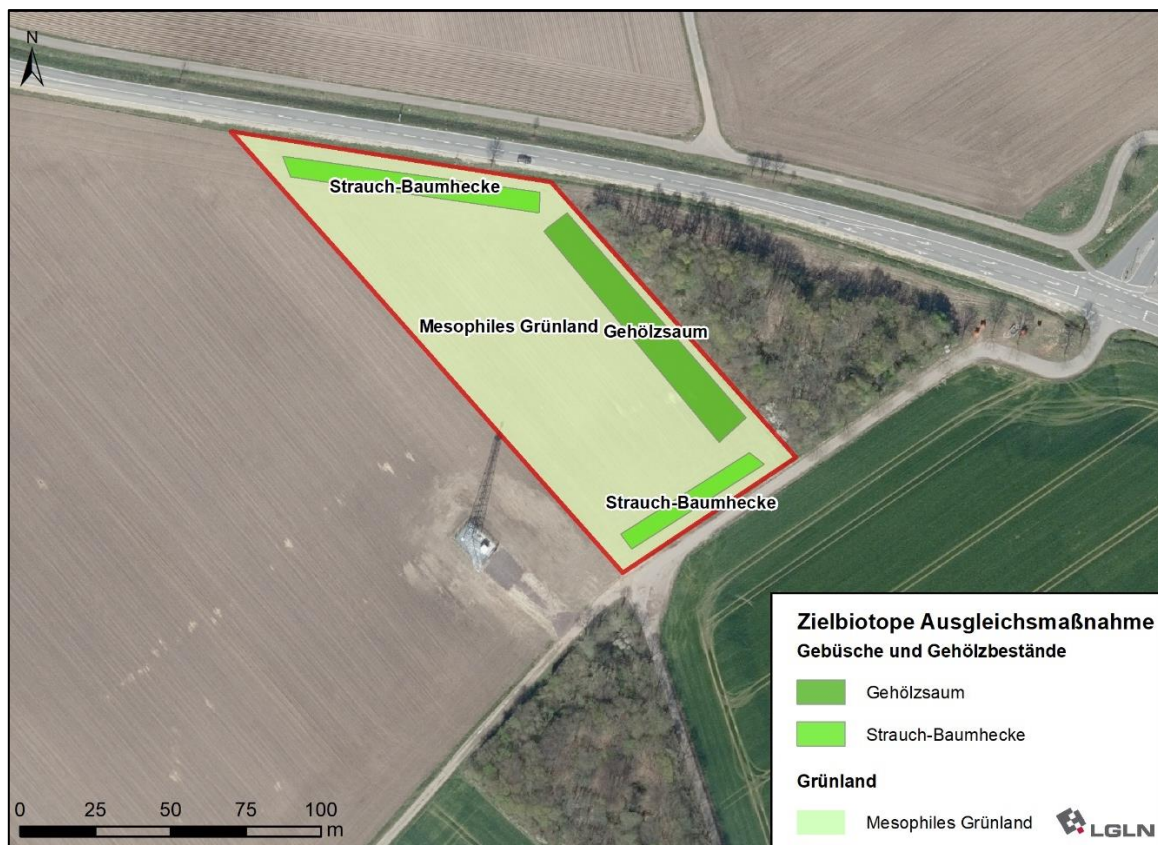 N
Strauch-Baumhecke
Mesophiles Grünland
Gehölzsaum
Strauch-Baumhecke
0 25 50 75 100
m
Zielbiotope Ausgleichsmaßnahme
Gebüsche und Gehölzbestände
Gehölzsaum
Strauch-Baumhecke
Grünland
Mesophiles Grünland
LGLN